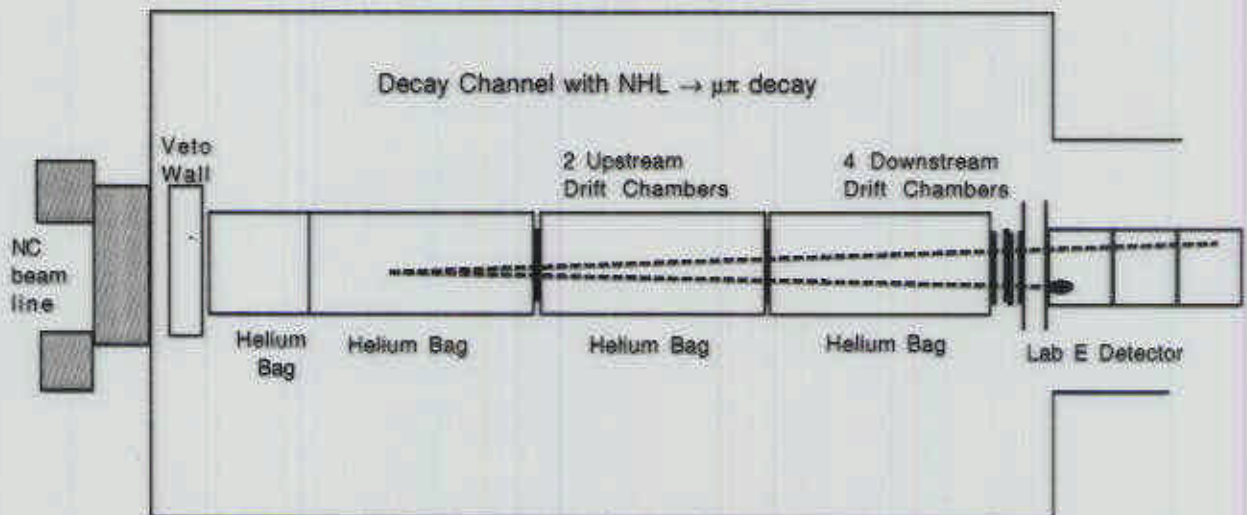 Decay Channel with NHL → μπ decay
Veto
Wall
2 Upstream
Drift Chambers
4 Downstream
Drift Chambers
NC
beam
line
Helium
Bag
Helium Bag
Helium Bag
Helium Bag
Lab E Detector